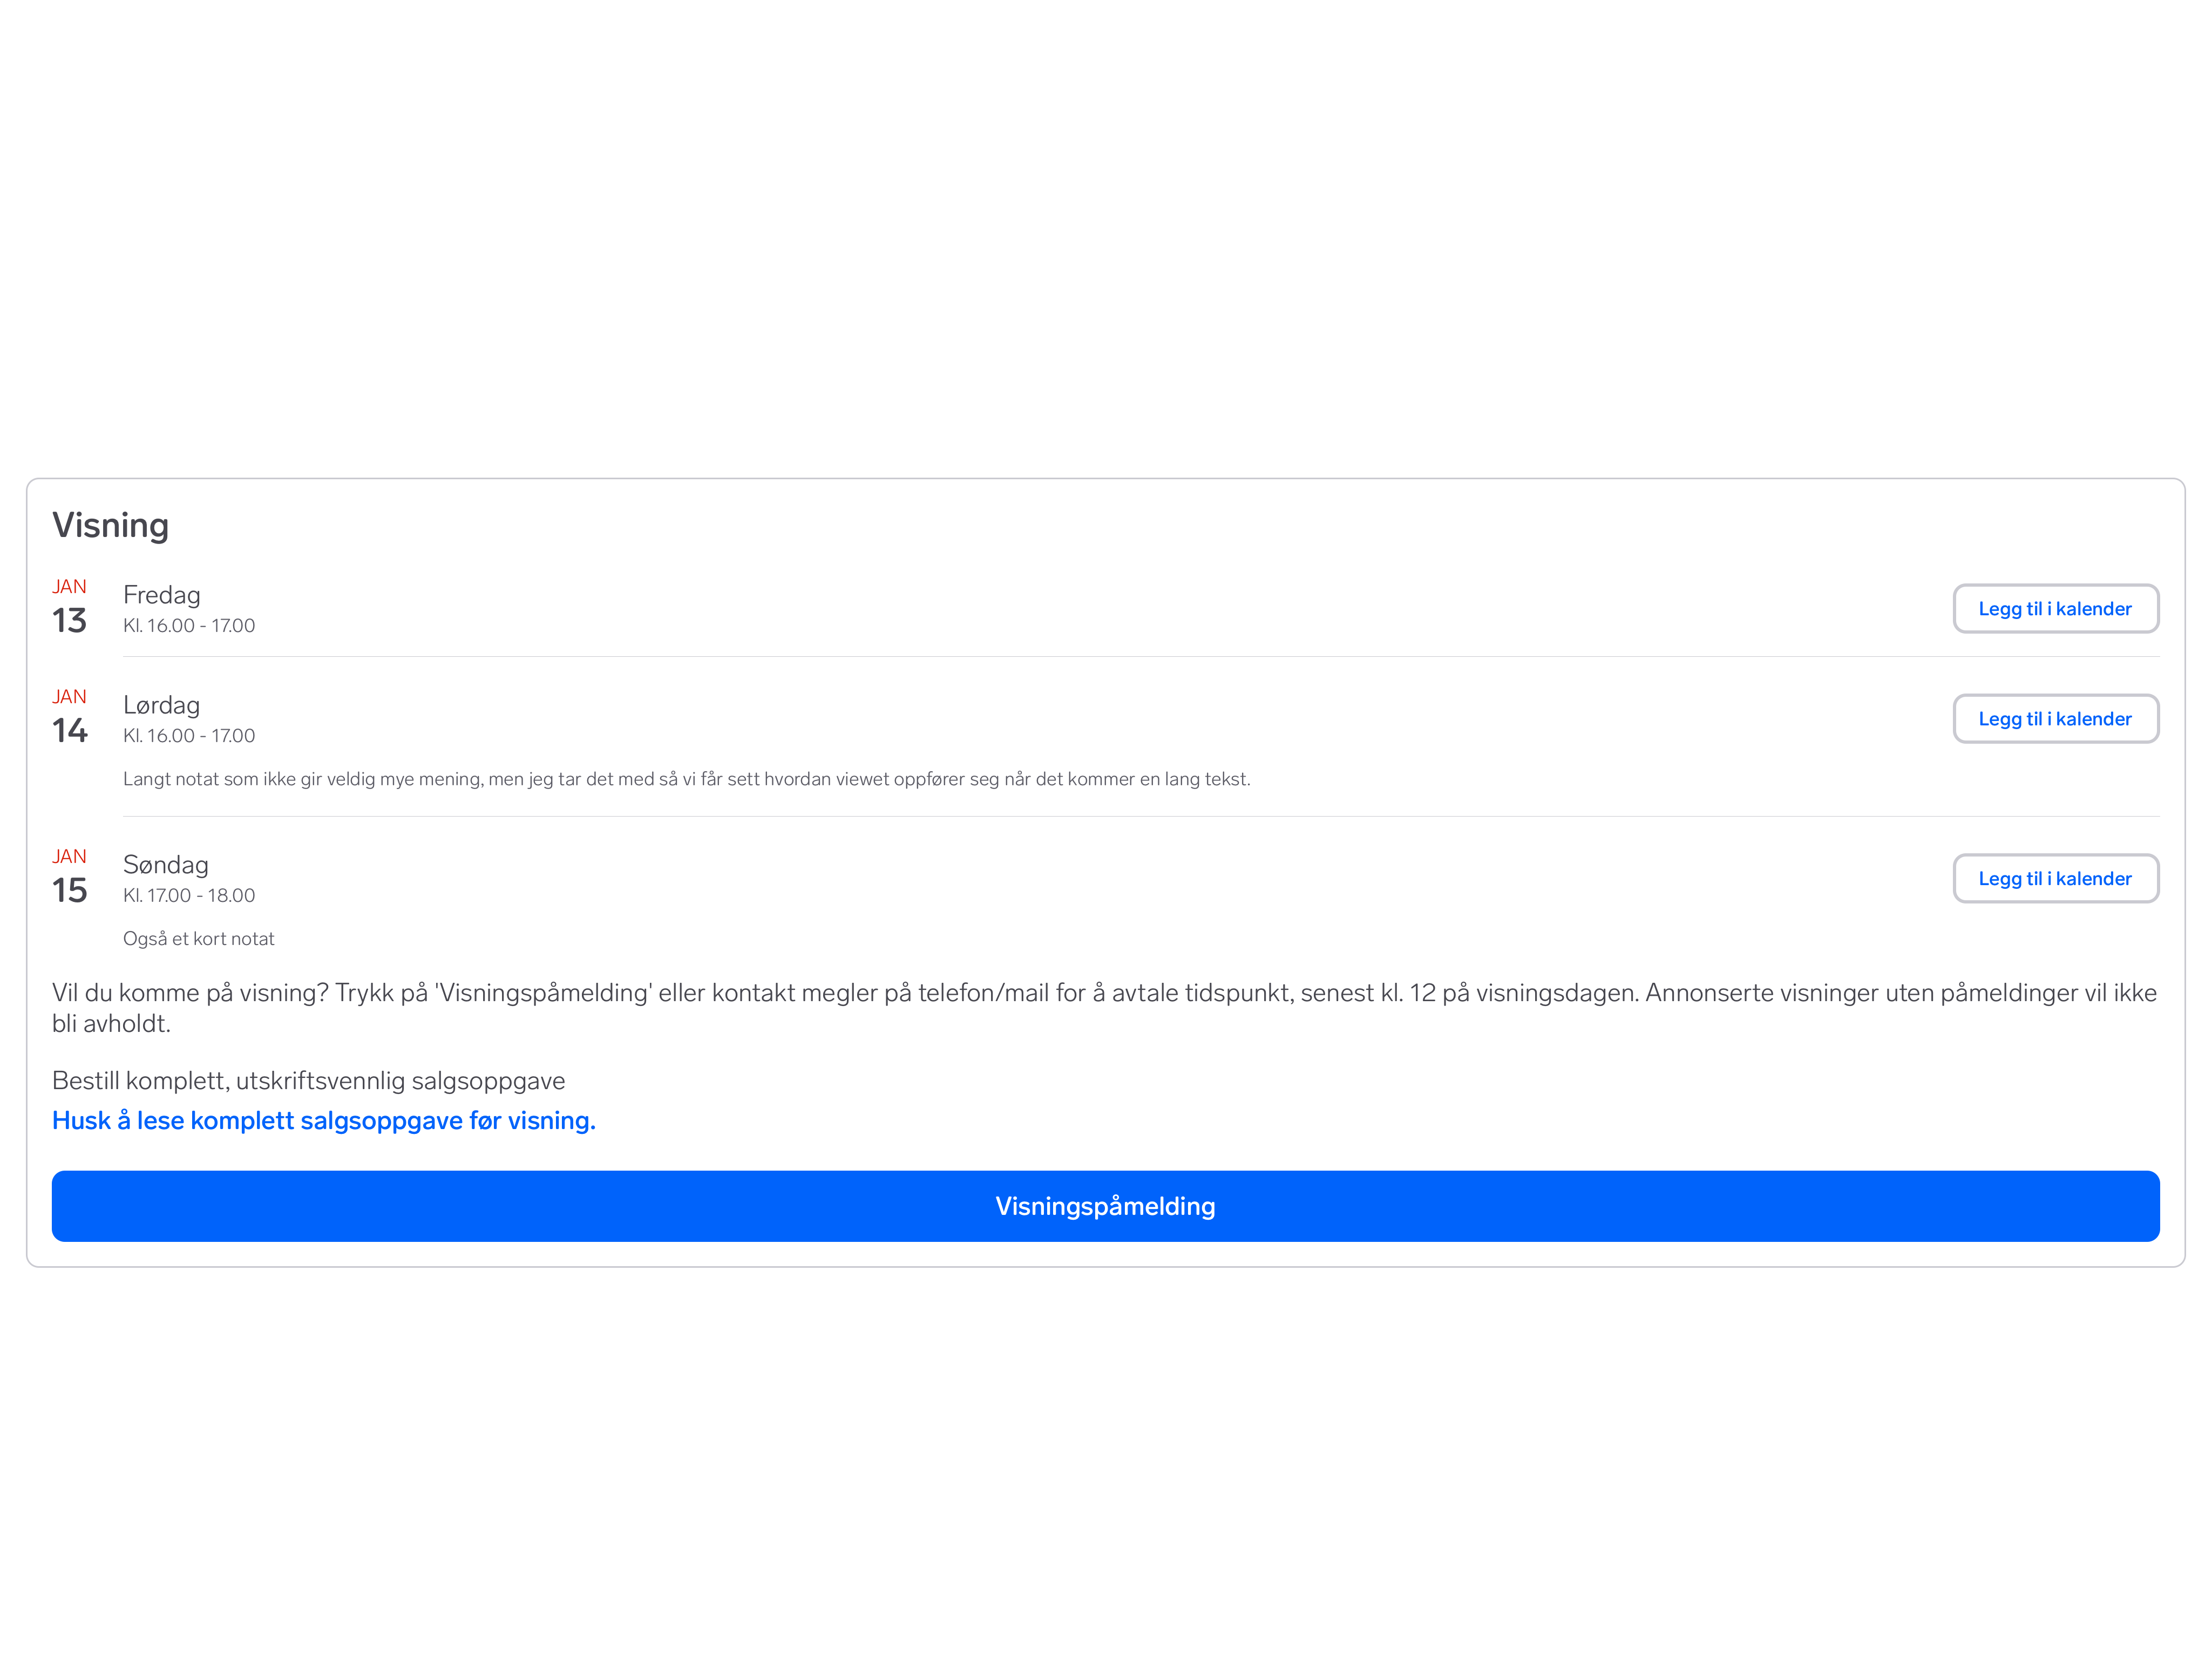 Visning
JAN
13
Fredag
Kl. 16.00 - 17.00
Legg til i kalender
JAN
14
Lørdag
Kl. 16.00 - 17.00
Legg til i kalender
Langt notat som ikke gir veldig mye mening, men jeg tar det med så vi får sett hvordan viewet oppfører seg når det kommer en lang tekst.
JAN
15
Søndag
Kl. 17.00 - 18.00
Legg til i kalender
Også et kort notat
Vil du komme på visning? Trykk på 'Visningspåmelding' eller kontakt megler på telefon/mail for å avtale tidspunkt, senest kl. 12 på visningsdagen. Annonserte visninger uten påmeldinger vil ikke
bli avholdt.
Bestill komplett, utskriftsvennlig salgsoppgave
Husk å lese komplett salgsoppgave før visning.
Visningspåmelding